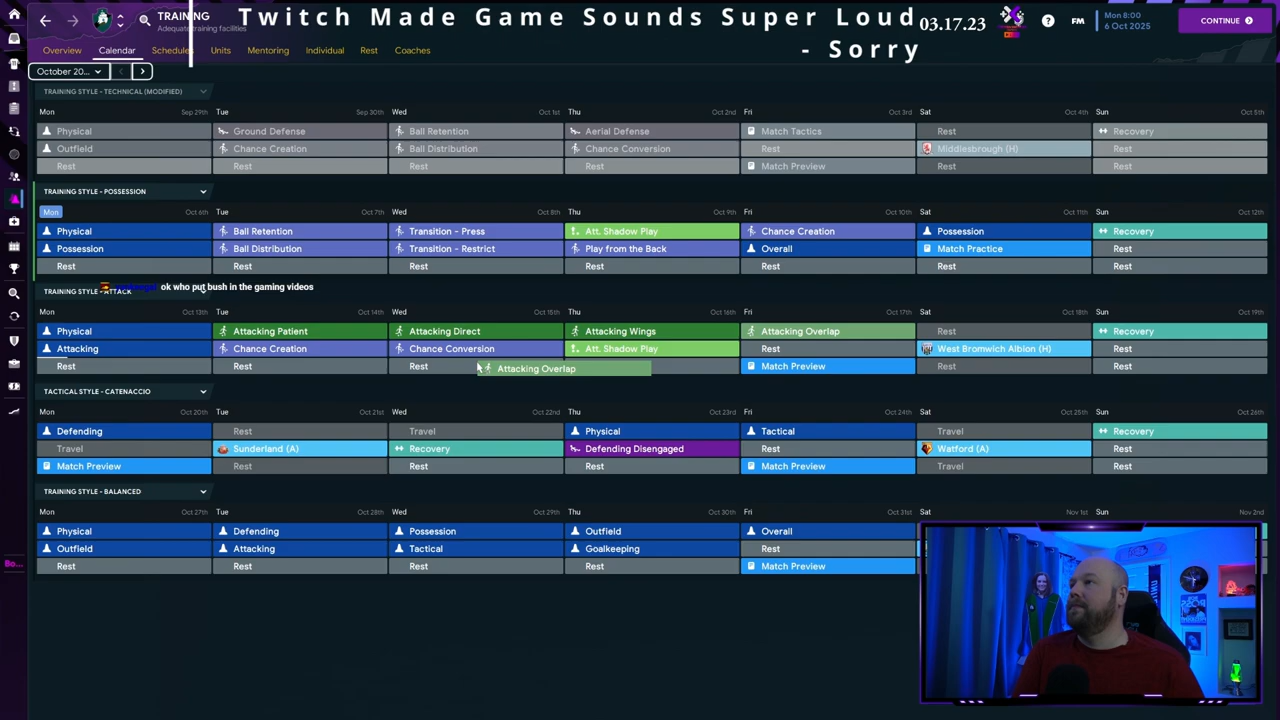 TRAINING
Adequate training facilities
Twitch Made Game Sounds Super Loud
- Sorry
03.17.23
?
FM
Mon 8:00
6 Oct 2025
CONTINUE
Overview Calendar Schedules Units Mentoring Individual Rest Coaches
October 20...
TRAINING STYLE - TECHNICAL (MODIFIED)
Mon Sep 29th Tue Sep 30th Wed Oct 1st Thu Oct 2nd Fri Oct 3rd Sat Oct 4th Sun Oct 5th
Physical Ground Defense Ball Retention Aerial Defense Match Tactics Rest Recovery
Outfield Chance Creation Ball Distribution Chance Conversion Rest Middlesbrough (H) Rest
Rest Rest Rest Rest Match Preview Rest Rest
TRAINING STYLE - POSSESSION
Mon Oct 6th Tue Oct 7th Wed Oct 8th Thu Oct 9th Fri Oct 10th Sat Oct 11th Sun Oct 12th
Physical Ball Retention Transition - Press Att. Shadow Play Chance Creation Possession Recovery
Possession Ball Distribution Transition - Restrict Play from the Back Overall Match Practice Rest
Rest Rest Rest Rest Rest Rest Rest
ok who put bush in the gaming videos
TRAINING STYLE - ATTACK
Mon Oct 13th Tue Oct 14th Wed Oct 15th Thu Oct 16th Fri Oct 17th Sat Oct 18th Sun Oct 19th
Physical Attacking Patient Attacking Direct Attacking Wings Attacking Overlap Rest Recovery
Attacking Chance Creation Chance Conversion Att. Shadow Play Rest West Bromwich Albion (H) Rest
Rest Rest Rest Attacking Overlap Match Preview Rest Rest
TACTICAL STYLE - CATENACCIO
Mon Oct 20th Tue Oct 21st Wed Oct 22nd Thu Oct 23rd Fri Oct 24th Sat Oct 25th Sun Oct 26th
Defending Rest Travel Physical Tactical Travel Recovery
Travel Sunderland (A) Recovery Defending Disengaged Rest Watford (A) Rest
Match Preview Rest Rest Rest Match Preview Travel Rest
TRAINING STYLE - BALANCED
Mon Oct 27th Tue Oct 28th Wed Oct 29th Thu Oct 30th Fri Oct 31st Sat Nov 1st Sun Nov 2nd
Physical Defending Possession Outfield Overall
Outfield Attacking Tactical Goalkeeping Rest
Rest Rest Rest Rest Match Preview
Bo...